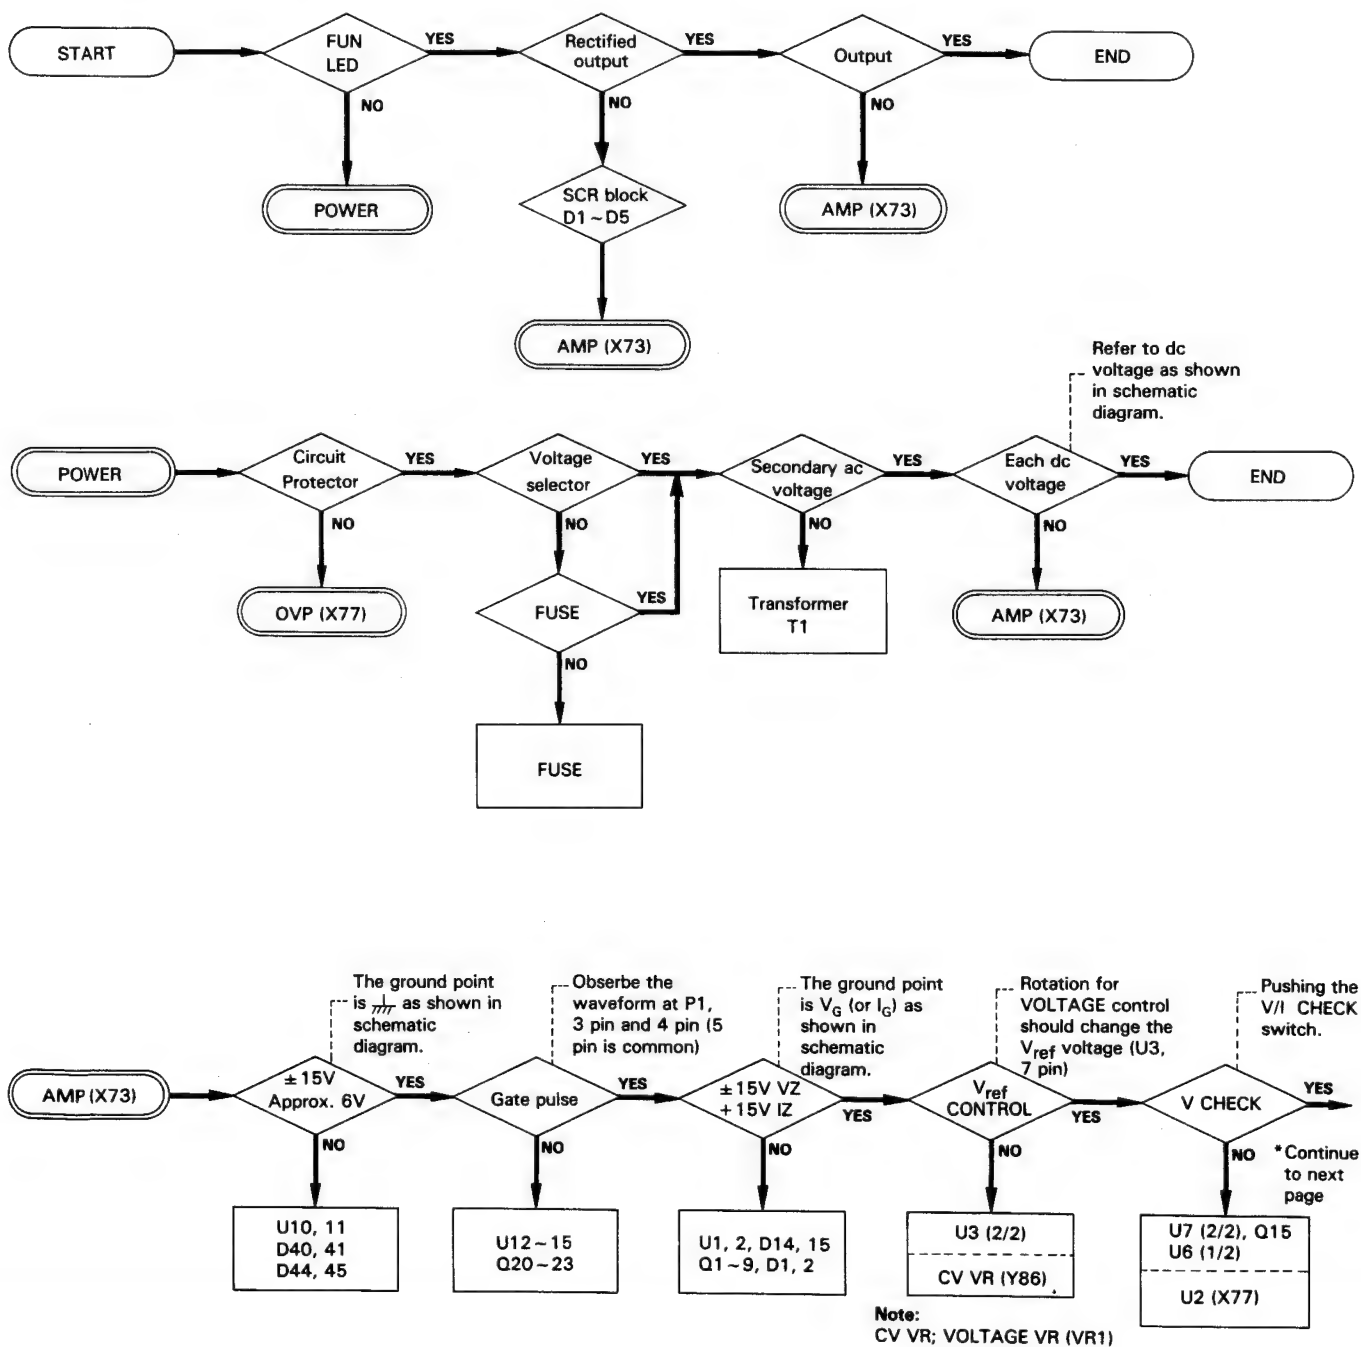 START
FUN
LED
YES
Rectified
output
YES
Output
YES
END
NO
NO
NO
POWER
SCR block
D1 ~ D5
AMP (X73)
AMP (X73)
Refer to dc
voltage as shown
in schematic
diagram.
POWER
Circuit
Protector
YES
Voltage
selector
YES
Secondary ac
voltage
YES
Each dc
voltage
YES
END
NO
NO
NO
NO
OVP (X77)
FUSE
YES
Transformer
T1
AMP (X73)
NO
FUSE
The ground point
is as shown in
schematic
diagram.
Obserbe the
waveform at P1,
3 pin and 4 pin (5
pin is common)
The ground point
is VG (or IG) as
shown in
schematic
diagram.
Rotation for
VOLTAGE control
should change the
Vref voltage (U3,
7 pin)
Pushing the
V/I CHECK
switch.
AMP (X73)
± 15V
Approx. 6V
YES
Gate pulse
YES
± 15V VZ
+ 15V IZ
YES
Vref
CONTROL
YES
V CHECK
YES
NO
NO
NO
NO
NO
*Continue
to next
page
U10, 11
D40, 41
D44, 45
U12 ~ 15
Q20 ~ 23
U1, 2, D14, 15
Q1 ~ 9, D1, 2
U3 (2/2)
CV VR (Y86)
U7 (2/2), Q15
U6 (1/2)
U2 (X77)
Note:
CV VR; VOLTAGE VR (VR1)